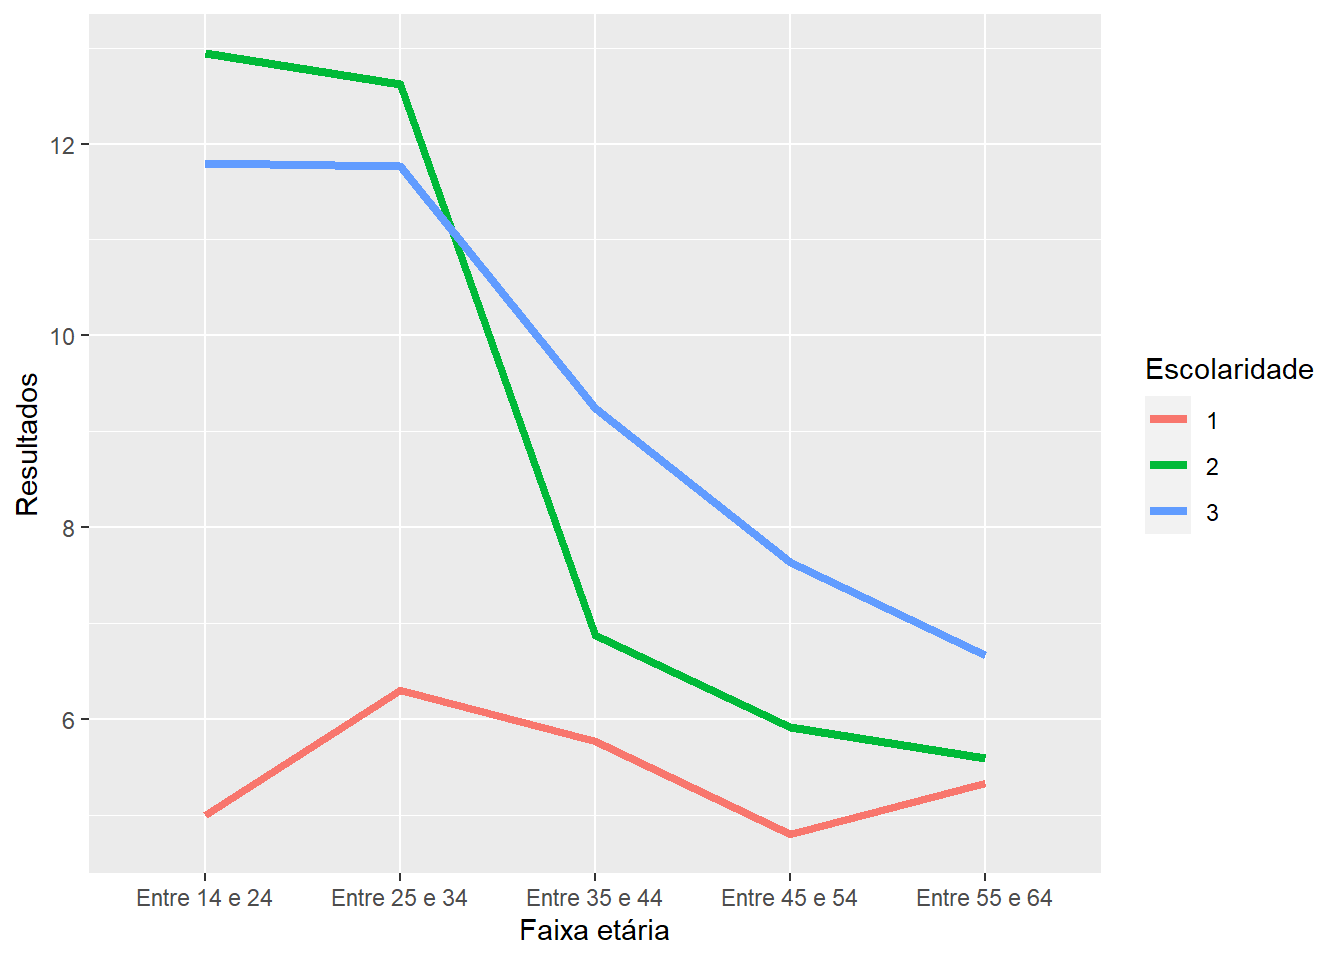 12
10
8
6
Resultados
Entre 14 e 24
Entre 25 e 34
Entre 35 e 44
Entre 45 e 54
Entre 55 e 64
Faixa etária
Escolaridade
1
2
3